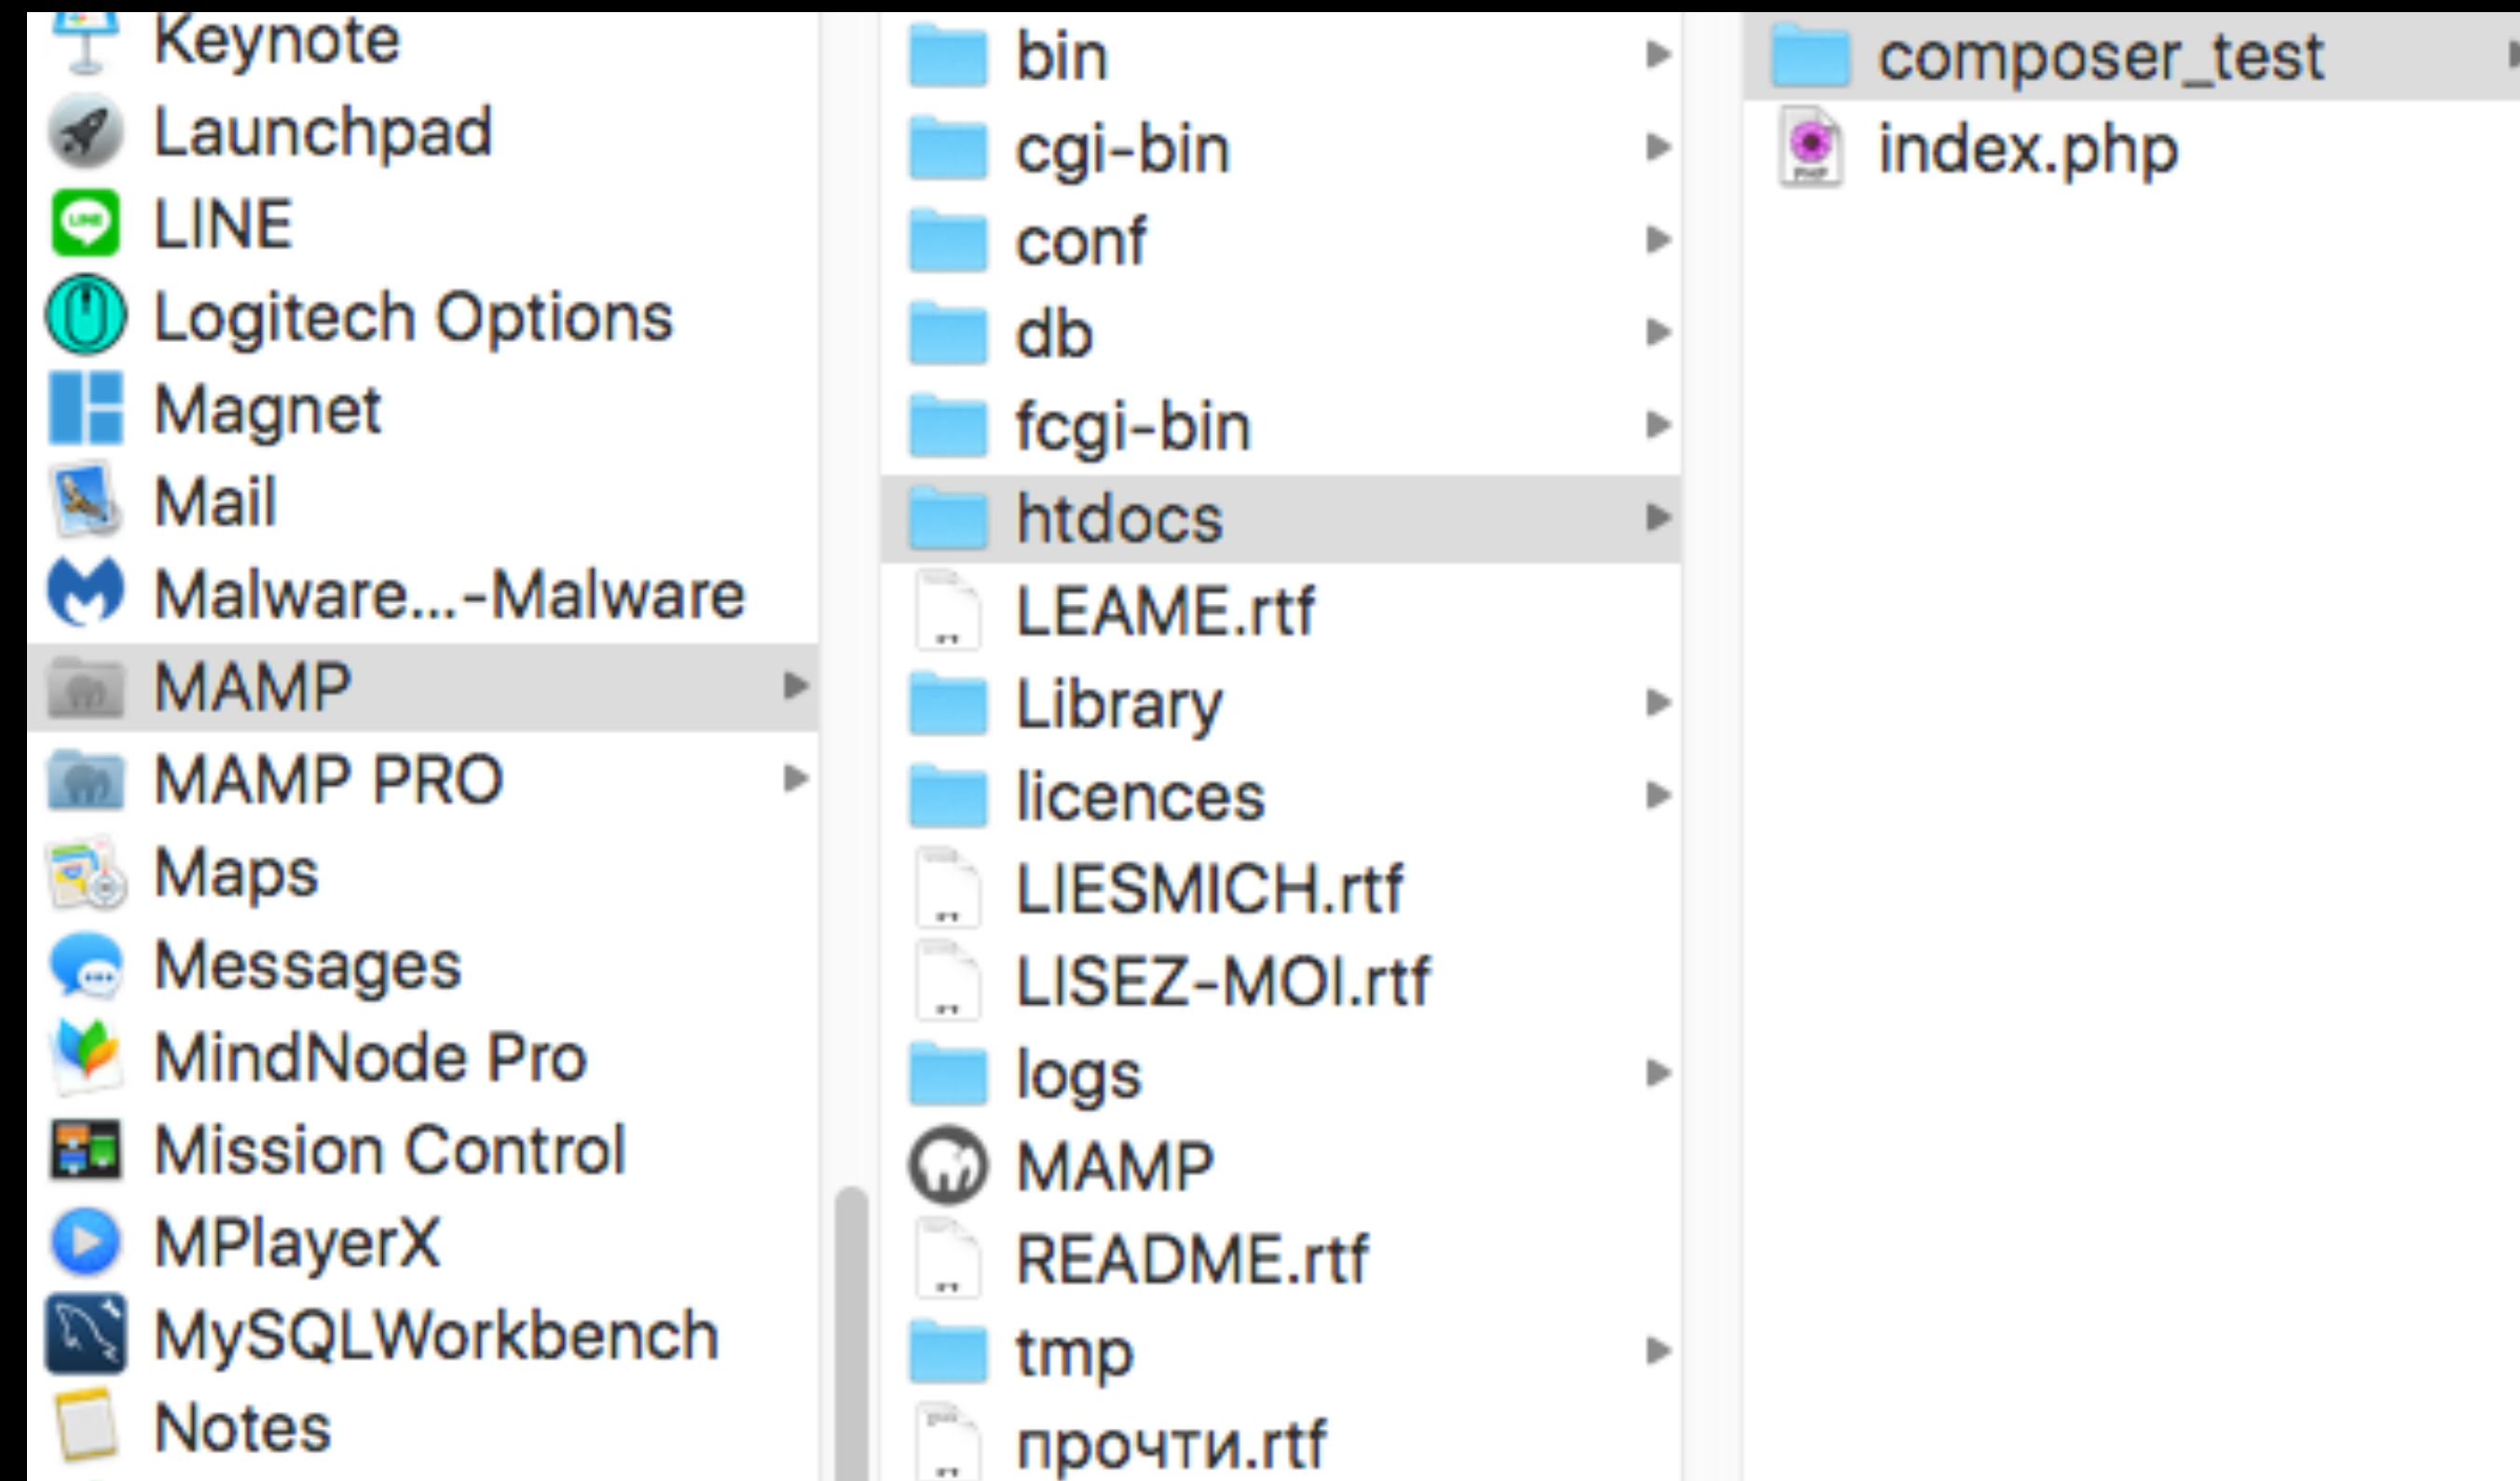 Keynote
Launchpad
LINE
Logitech Options
Magnet
Mail
Malware...-Malware
MAMP
MAMP PRO
Maps
Messages
MindNode Pro
Mission Control
MPlayerX
MySQLWorkbench
Notes
bin
cgi-bin
conf
db
fcgi-bin
htdocs
LEAME.rtf
Library
licences
LIESMICH.rtf
LISEZ-MOI.rtf
logs
MAMP
README.rtf
tmp
прочти.rtf
composer_test
index.php